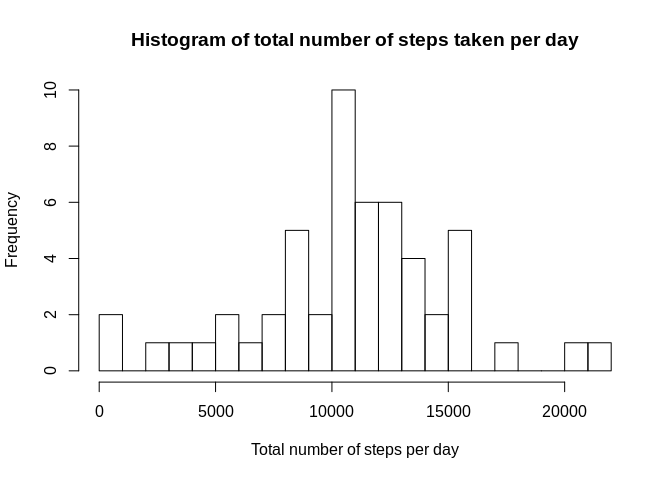 Histogram of total number of steps taken per day
Frequency
10
8
6
4
2
0
0 5000 10000 15000 20000
Total number of steps per day